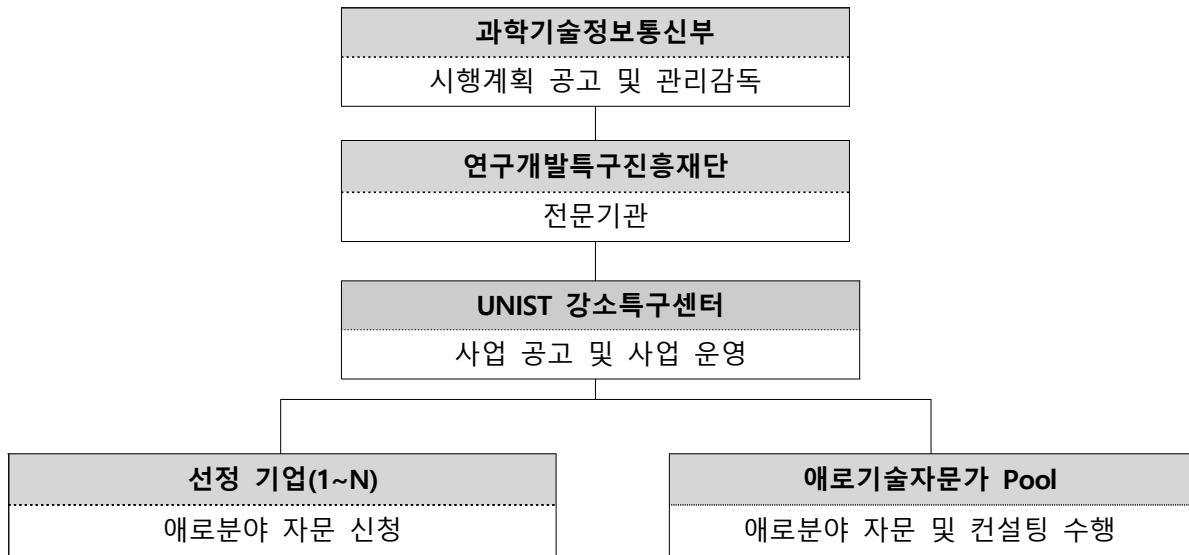 과학기술정보통신부
시행계획 공고 및 관리감독
연구개발특구진흥재단
전문기관
UNIST 강소특구센터
사업 공고 및 사업 운영
선정 기업(1~N)
애로분야 자문 신청
애로기술자문가 Pool
애로분야 자문 및 컨설팅 수행